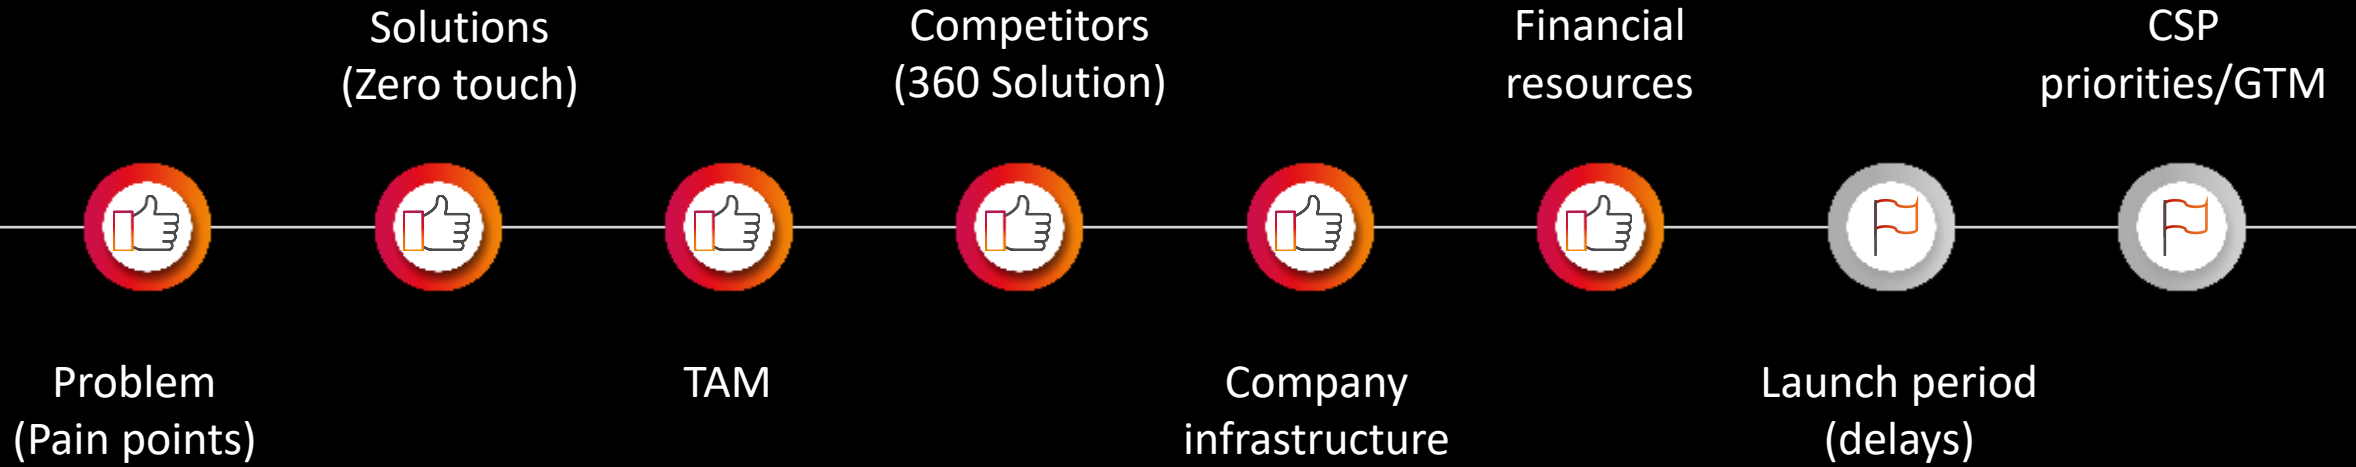 Problem
(Pain points)
Solutions
(Zero touch)
TAM
Competitors
(360 Solution)
Company
infrastructure
Financial
resources
Launch period
(delays)
CSP
priorities/GTM